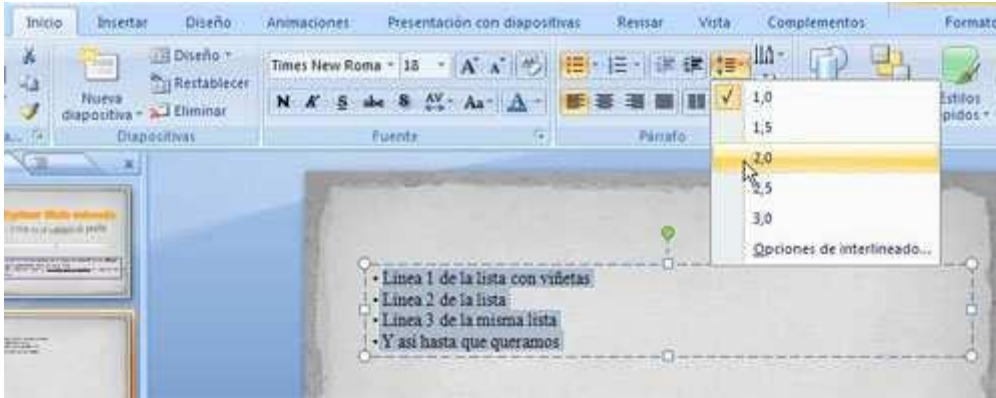 Inicio Insertar Diseño Animaciones Presentación con diapositivas Revisar Vista Complementos Formato
Diseño
Restablecer
Eliminar
Nueva
diapositiva
Diapositivas
Times New Roma 18
N K S abc S AV Aa A
Fuente
Párrafo
Estilos
1,0
1,5
2,0
2,5
3,0
Opciones de interlineado...
• Línea 1 de la lista con viñetas
• Línea 2 de la lista
• Línea 3 de la misma lista
• Y así hasta que queramos